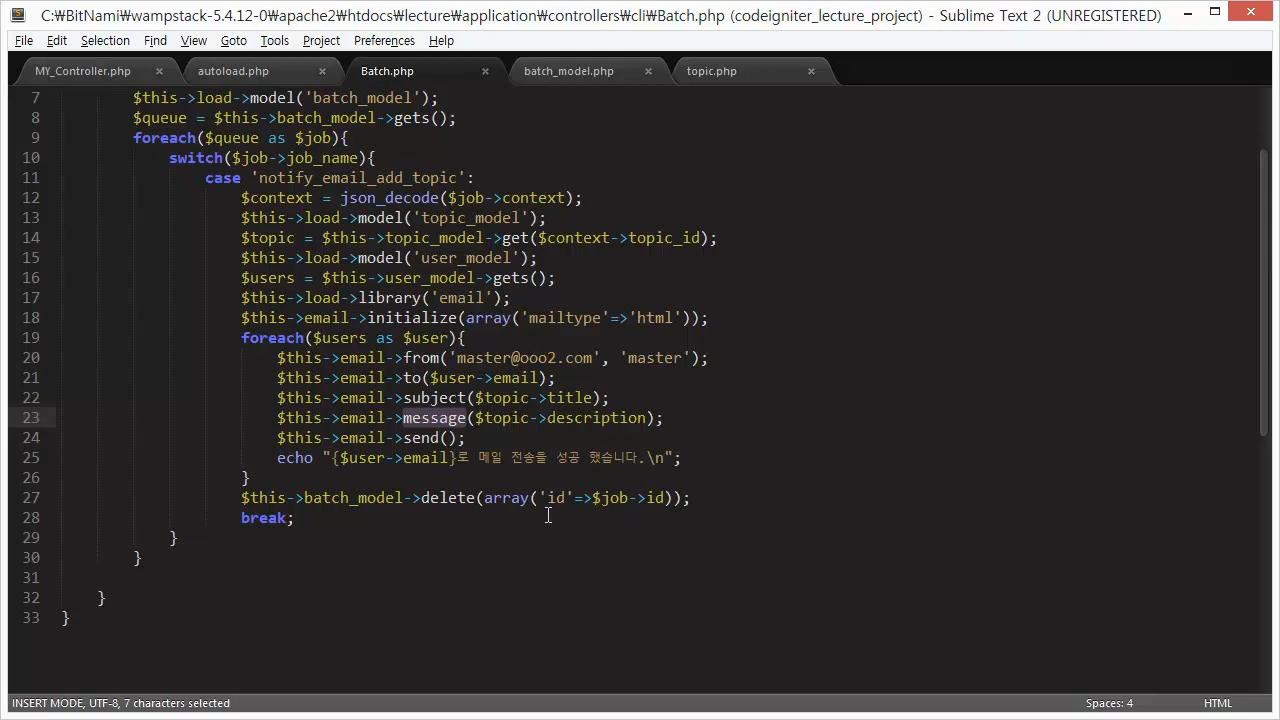 C:₩BitNami₩wampstack-5.4.12-0₩apache2₩htdocs₩lecture₩application₩controllers₩cli₩Batch.php (codeigniter_lecture_project) - Sublime Text 2 (UNREGISTERED)
File Edit Selection Find View Goto Tools Project Preferences Help
MY_Controller.php × autoload.php × Batch.php × batch_model.php × topic.php ×
7 $this->load->model('batch_model');
8 $queue = $this->batch_model->gets();
9 foreach($queue as $job){
10 switch($job->job_name){
11 case 'notify_email_add_topic':
12 $context = json_decode($job->context);
13 $this->load->model('topic_model');
14 $topic = $this->topic_model->get($context->topic_id);
15 $this->load->model('user_model');
16 $users = $this->user_model->gets();
17 $this->load->library('email');
18 $this->email->initialize(array('mailtype'=>'html'));
19 foreach($users as $user){
20 $this->email->from('master@ooo2.com', 'master');
21 $this->email->to($user->email);
22 $this->email->subject($topic->title);
23 $this->email->message($topic->description);
24 $this->email->send();
25 echo "{$user->email}로 메일 전송을 성공 했습니다.\n";
26 }
27 $this->batch_model->delete(array('id'=>$job->id));
28 break;
29 }
30 }
31
32 }
33 }
INSERT MODE, UTF-8, 7 characters selected Spaces: 4 HTML